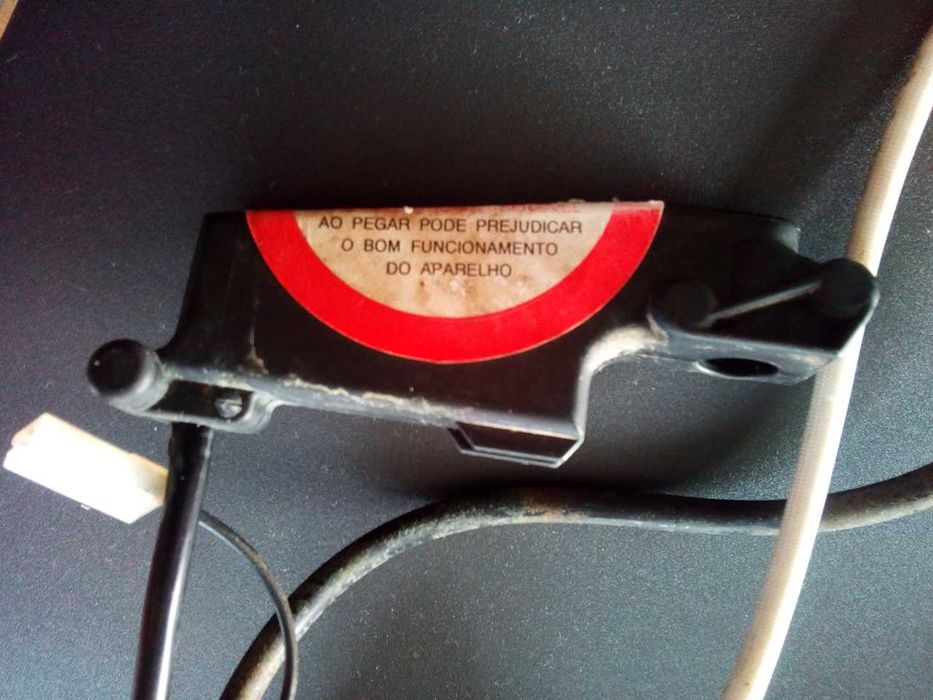 AO PEGAR PODE PREJUDICAR
O BOM FUNCIONAMENTO
DO APARELHO